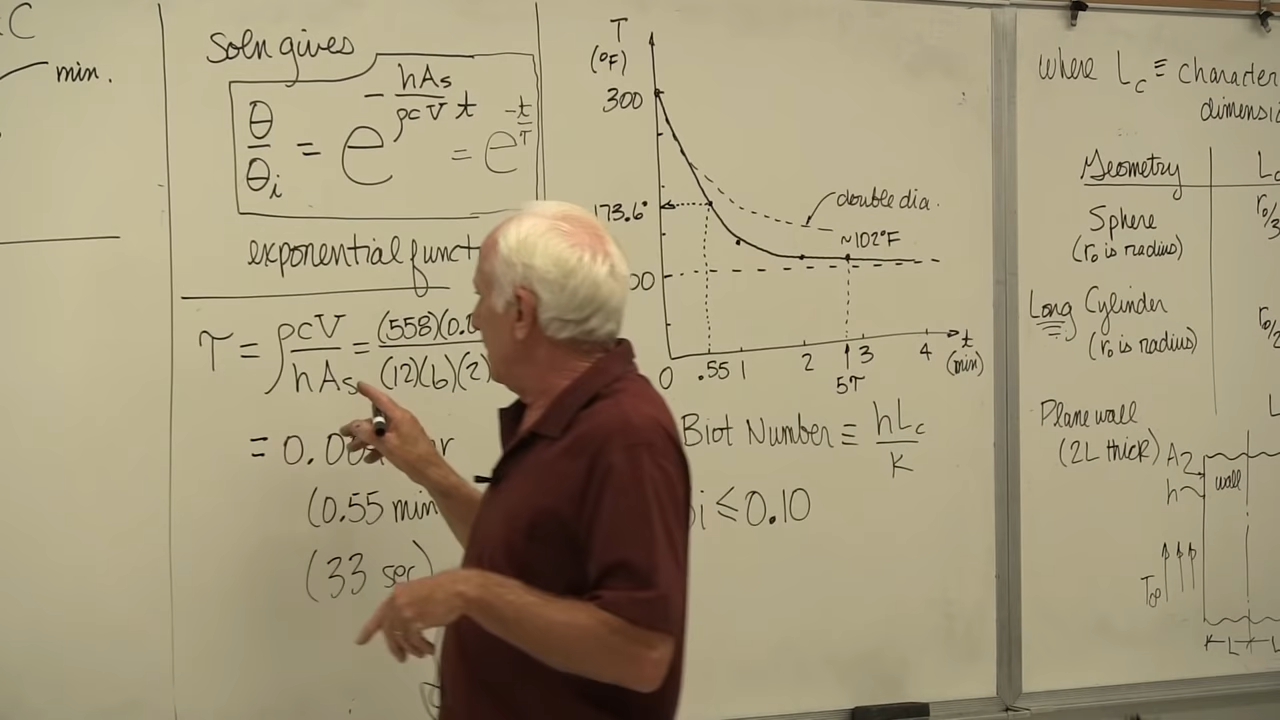 C
min.
Soln gives
θ/θi = e^(-hAs/ρcV t) = e^(-t/τ)
exponential funct
τ = ρcV/hAs = (558)(0. /(12)(6)(2)
= 0.00 hr
(0.55 min
(33 sec)
T
(°F)
300
173.6°
00
double dia.
~102°F
0 .55 1 2 3 4 t
(min)
5τ
Biot Number ≡ hLc/k
i ≤ 0.10
where Lc ≡ character
dimensi
Geometry L
Sphere r₀/3
(r₀ is radius)
Long Cylinder r₀/2
(r₀ is radius)
Plane wall L
(2L thick)
A
h
wall
T∞
L L